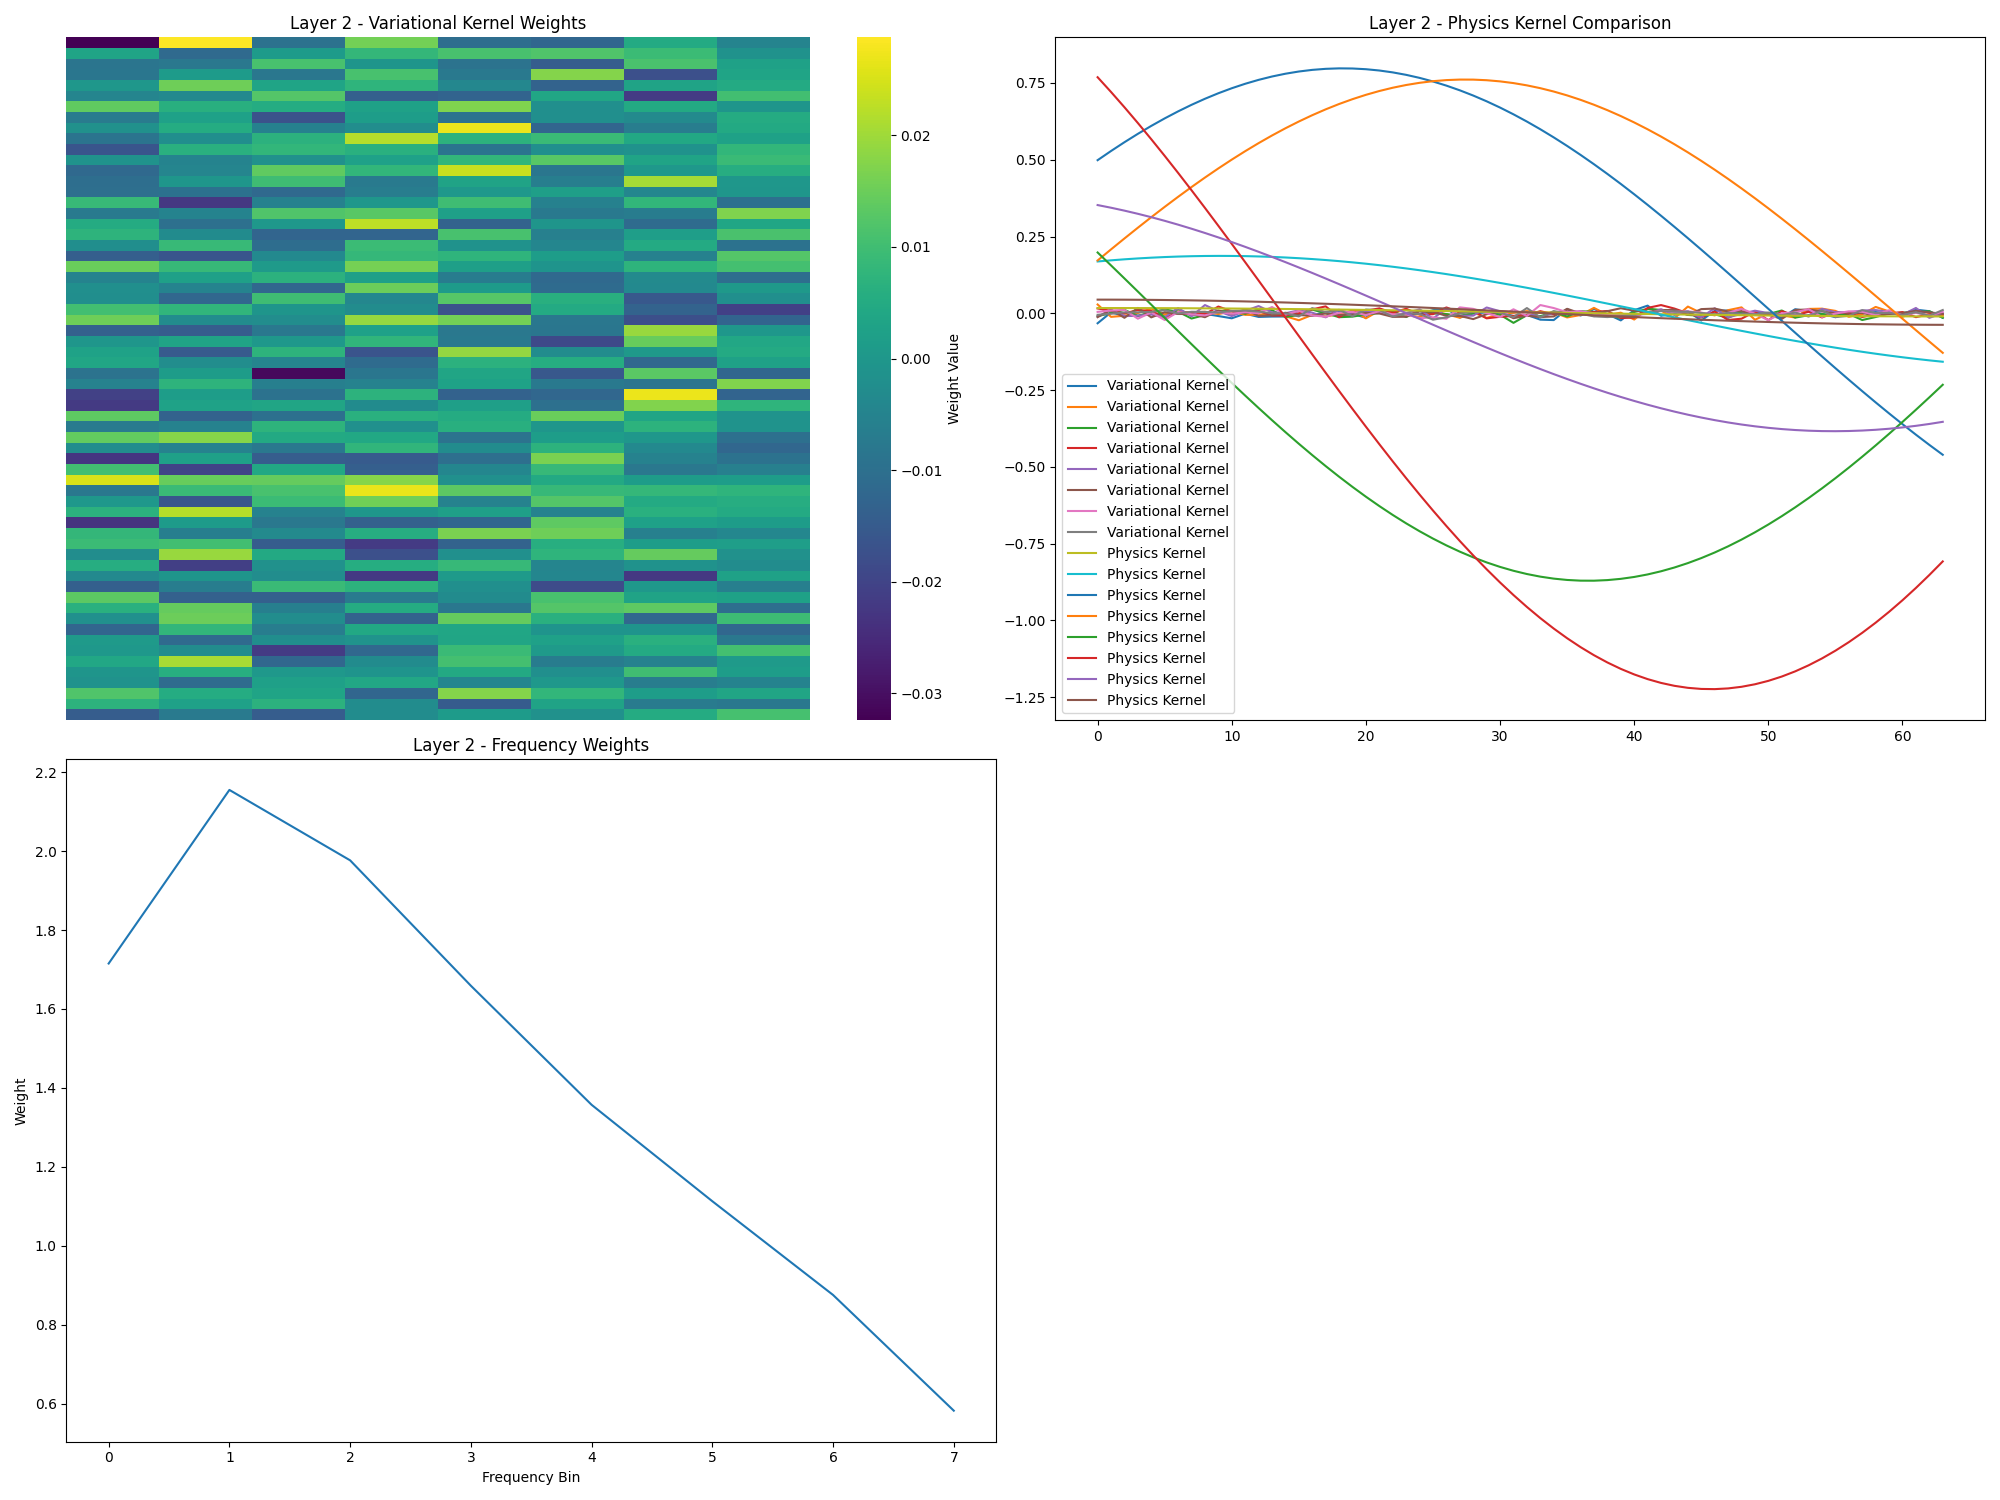 Layer 2 - Variational Kernel Weights
0.02
0.01
0.00
−0.01
−0.02
−0.03
Weight Value
Layer 2 - Physics Kernel Comparison
0.75
0.50
0.25
0.00
−0.25
−0.50
−0.75
−1.00
−1.25
Variational Kernel
Variational Kernel
Variational Kernel
Variational Kernel
Variational Kernel
Variational Kernel
Variational Kernel
Variational Kernel
Physics Kernel
Physics Kernel
Physics Kernel
Physics Kernel
Physics Kernel
Physics Kernel
Physics Kernel
Physics Kernel
0 10 20 30 40 50 60
Layer 2 - Frequency Weights
2.2
2.0
1.8
1.6
1.4
1.2
1.0
0.8
0.6
Weight
0 1 2 3 4 5 6 7
Frequency Bin